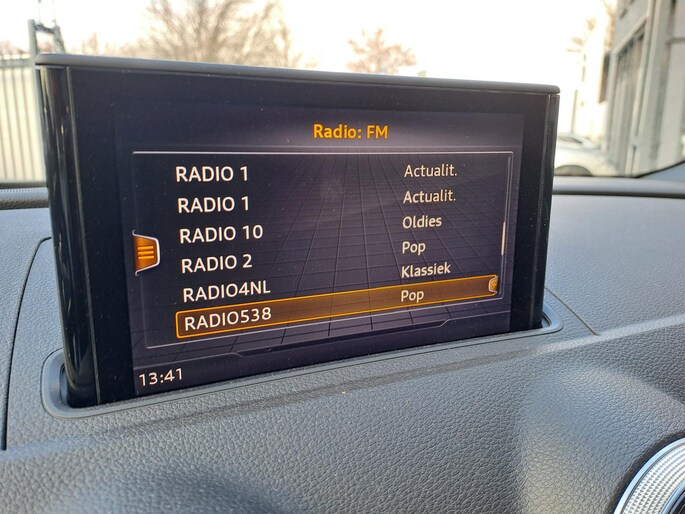 Radio: FM
RADIO 1 Actualit.
RADIO 1 Actualit.
RADIO 10 Oldies
RADIO 2 Pop
RADIO4NL Klassiek
RADIO538 Pop
13:41